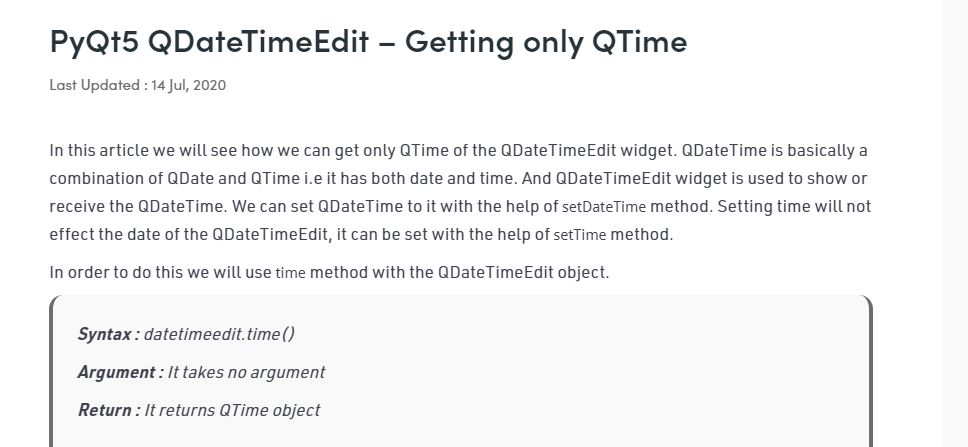 PyQt5 QDateTimeEdit – Getting only QTime
Last Updated : 14 Jul, 2020
In this article we will see how we can get only QTime of the QDateTimeEdit widget. QDateTime is basically a
combination of QDate and QTime i.e it has both date and time. And QDateTimeEdit widget is used to show or
receive the QDateTime. We can set QDateTime to it with the help of setDateTime method. Setting time will not
effect the date of the QDateTimeEdit, it can be set with the help of setTime method.
In order to do this we will use time method with the QDateTimeEdit object.
Syntax : datetimeedit.time()
Argument : It takes no argument
Return : It returns QTime object